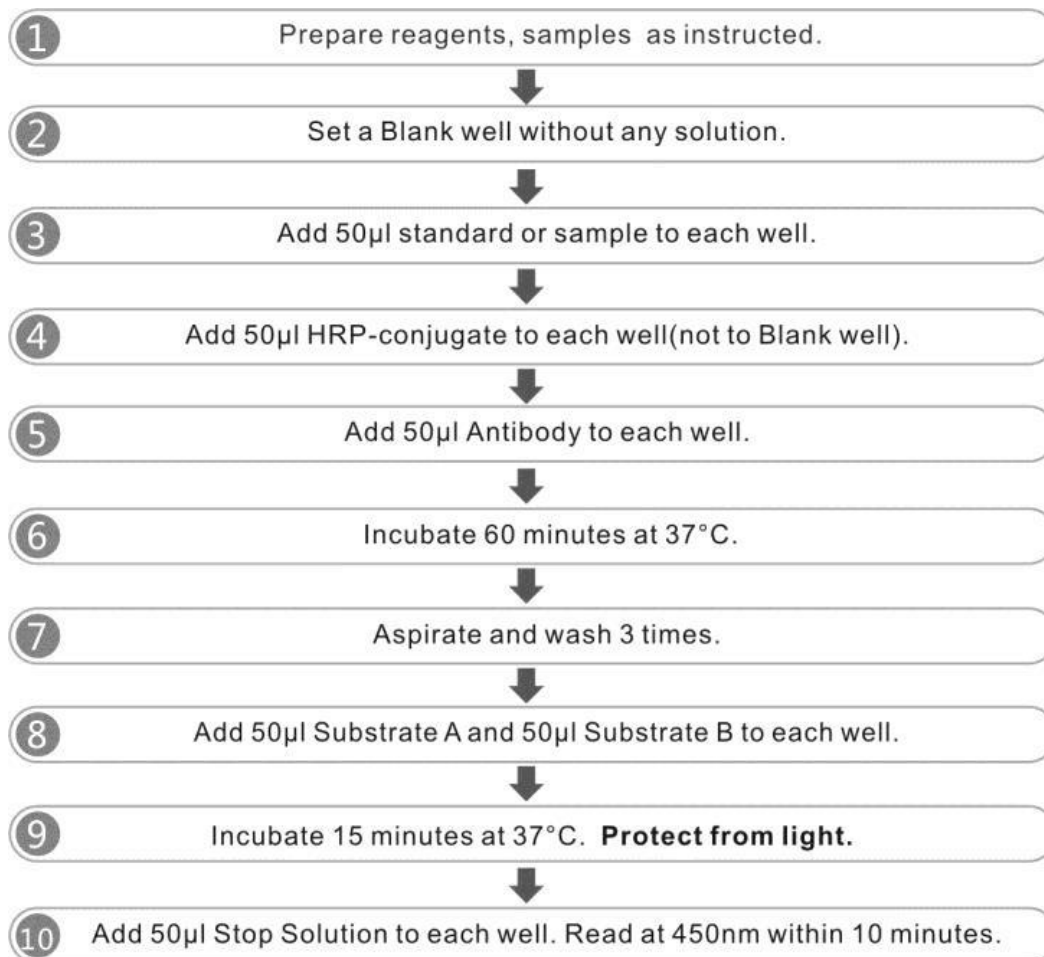 1 Prepare reagents, samples as instructed.
2 Set a Blank well without any solution.
3 Add 50μl standard or sample to each well.
4 Add 50μl HRP-conjugate to each well(not to Blank well).
5 Add 50μl Antibody to each well.
6 Incubate 60 minutes at 37°C.
7 Aspirate and wash 3 times.
8 Add 50μl Substrate A and 50μl Substrate B to each well.
9 Incubate 15 minutes at 37°C. Protect from light.
10 Add 50μl Stop Solution to each well. Read at 450nm within 10 minutes.